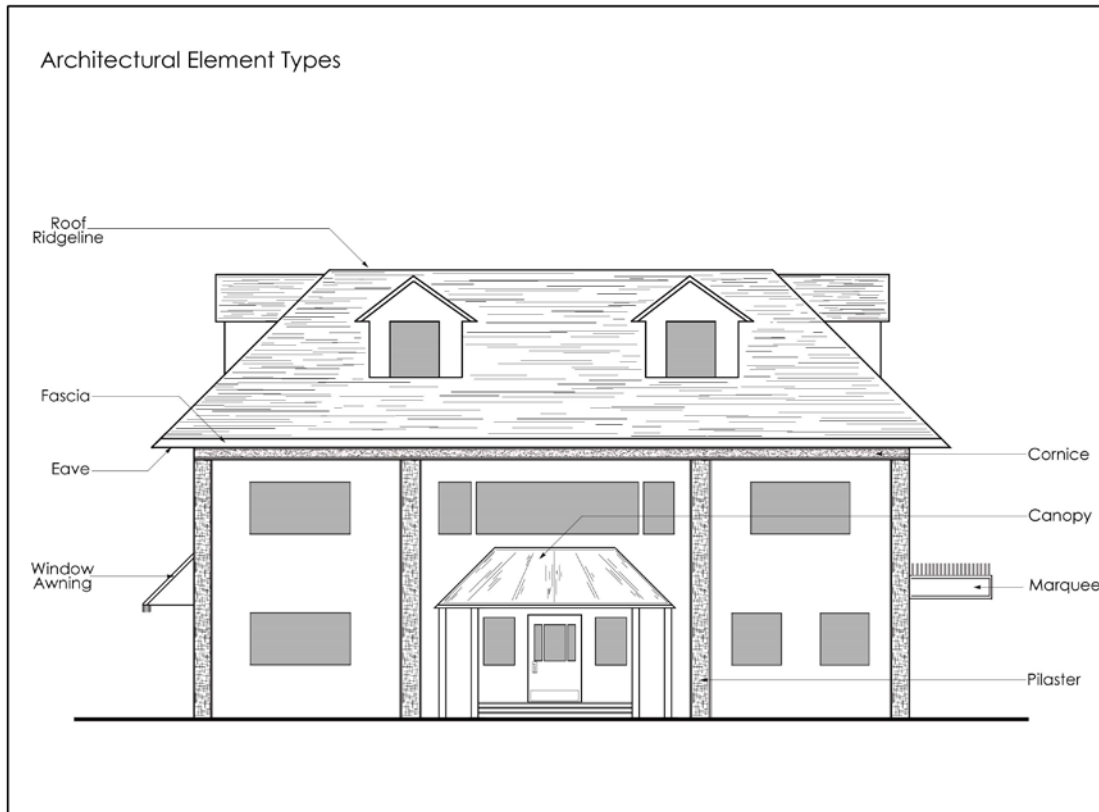 Architectural Element Types
Roof
Ridgeline
Fascia
Eave
Cornice
Canopy
Window
Awning
Marquee
Pilaster